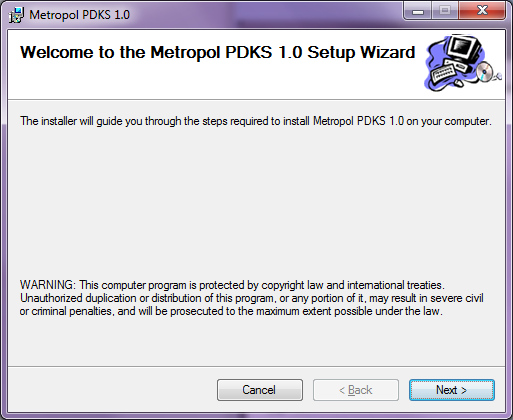 Metropol PDKS 1.0
Welcome to the Metropol PDKS 1.0 Setup Wizard
The installer will guide you through the steps required to install Metropol PDKS 1.0 on your computer.
WARNING: This computer program is protected by copyright law and international treaties.
Unauthorized duplication or distribution of this program, or any portion of it, may result in severe civil
or criminal penalties, and will be prosecuted to the maximum extent possible under the law.
Cancel
< Back
Next >